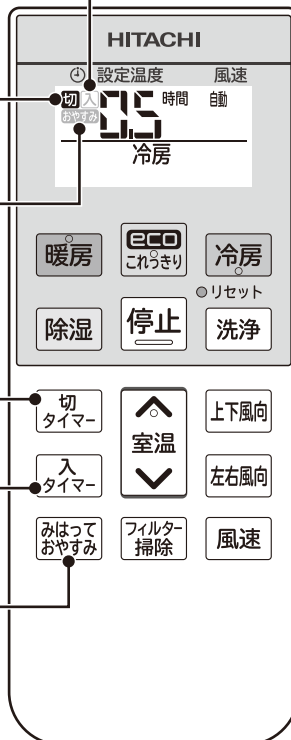 HITACHI
設定温度 風速
切 入 0.5 時間 自動
おやすみ
冷房
暖房 eco これっきり 冷房
リセット
除湿 停止 洗浄
切タイマー 室温 上下風向
入タイマー 左右風向
みはっておやすみ フィルター掃除 風速